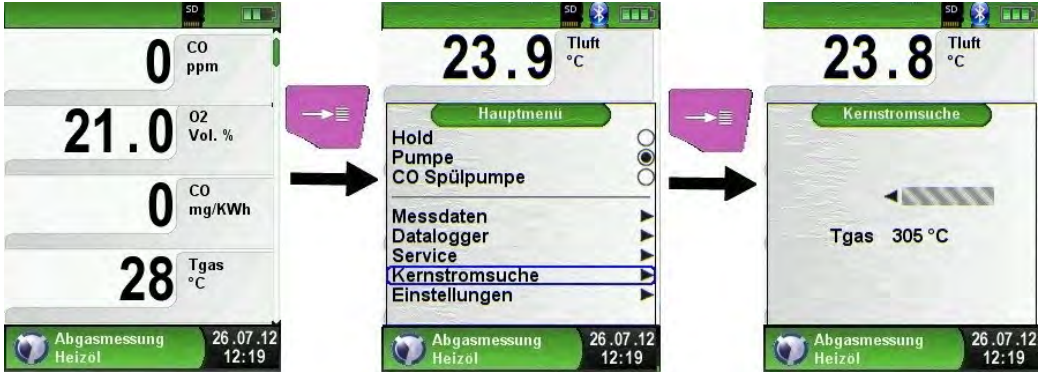 SD
0
CO
ppm
21.0
O2
Vol. %
0
CO
mg/KWh
28
Tgas
°C
Abgasmessung
Heizöl
26.07.12
12:19
SD
23.9
Tluft
°C
Hauptmenü
Hold
Pumpe
CO Spülpumpe
Messdaten
Datalogger
Service
Kernstromsuche
Einstellungen
Abgasmessung
Heizöl
26.07.12
12:19
SD
23.8
Tluft
°C
Kernstromsuche
Tgas 305 °C
Abgasmessung
Heizöl
26.07.12
12:19